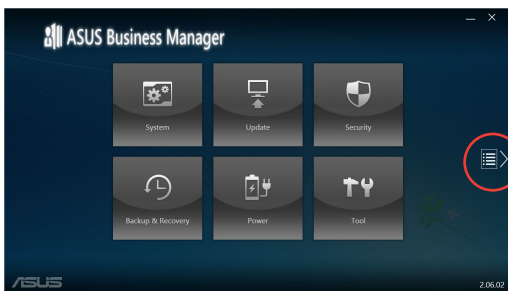 ASUS Business Manager
System
Update
Security
Backup & Recovery
Power
Tool
ASUS
2.06.02